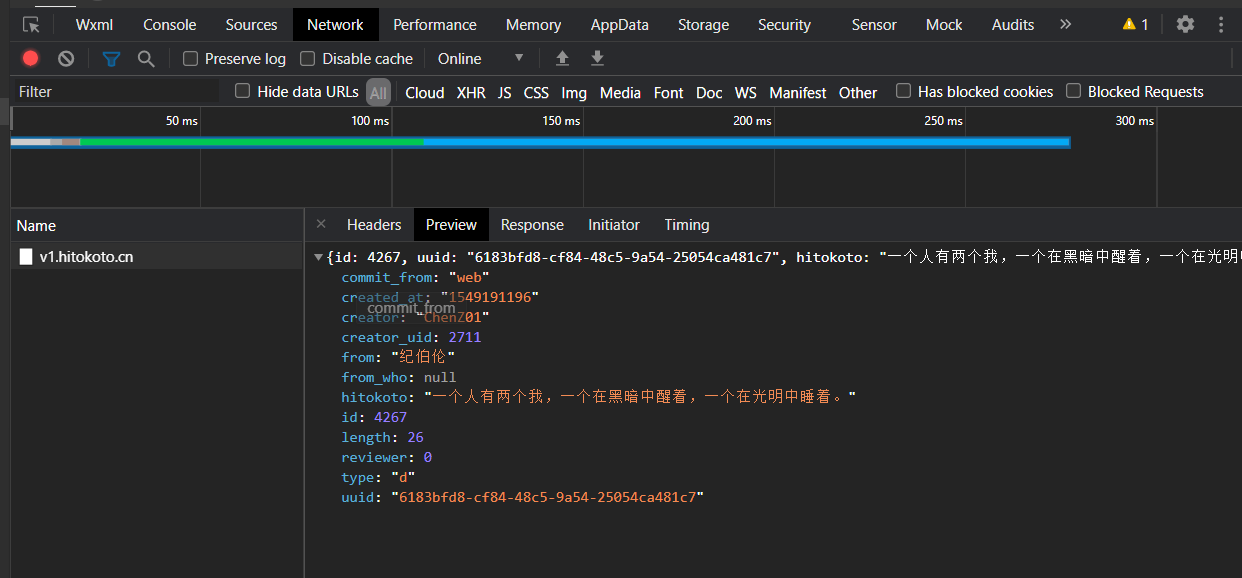 Wxml Console Sources Network Performance Memory AppData Storage Security Sensor Mock Audits » 1
Preserve log Disable cache Online
Filter Hide data URLs All Cloud XHR JS CSS Img Media Font Doc WS Manifest Other Has blocked cookies Blocked Requests
50 ms 100 ms 150 ms 200 ms 250 ms 300 ms
Name
v1.hitokoto.cn
× Headers Preview Response Initiator Timing
{id: 4267, uuid: "6183bfd8-cf84-48c5-9a54-25054ca481c7", hitokoto: "一个人有两个我，一个在黑暗中醒着，一个在光明
commit_from: "web"
created_at: "1549191196"
commit_from
creator: "ChenZ01"
creator_uid: 2711
from: "纪伯伦"
from_who: null
hitokoto: "一个人有两个我，一个在黑暗中醒着，一个在光明中睡着。"
id: 4267
length: 26
reviewer: 0
type: "d"
uuid: "6183bfd8-cf84-48c5-9a54-25054ca481c7"